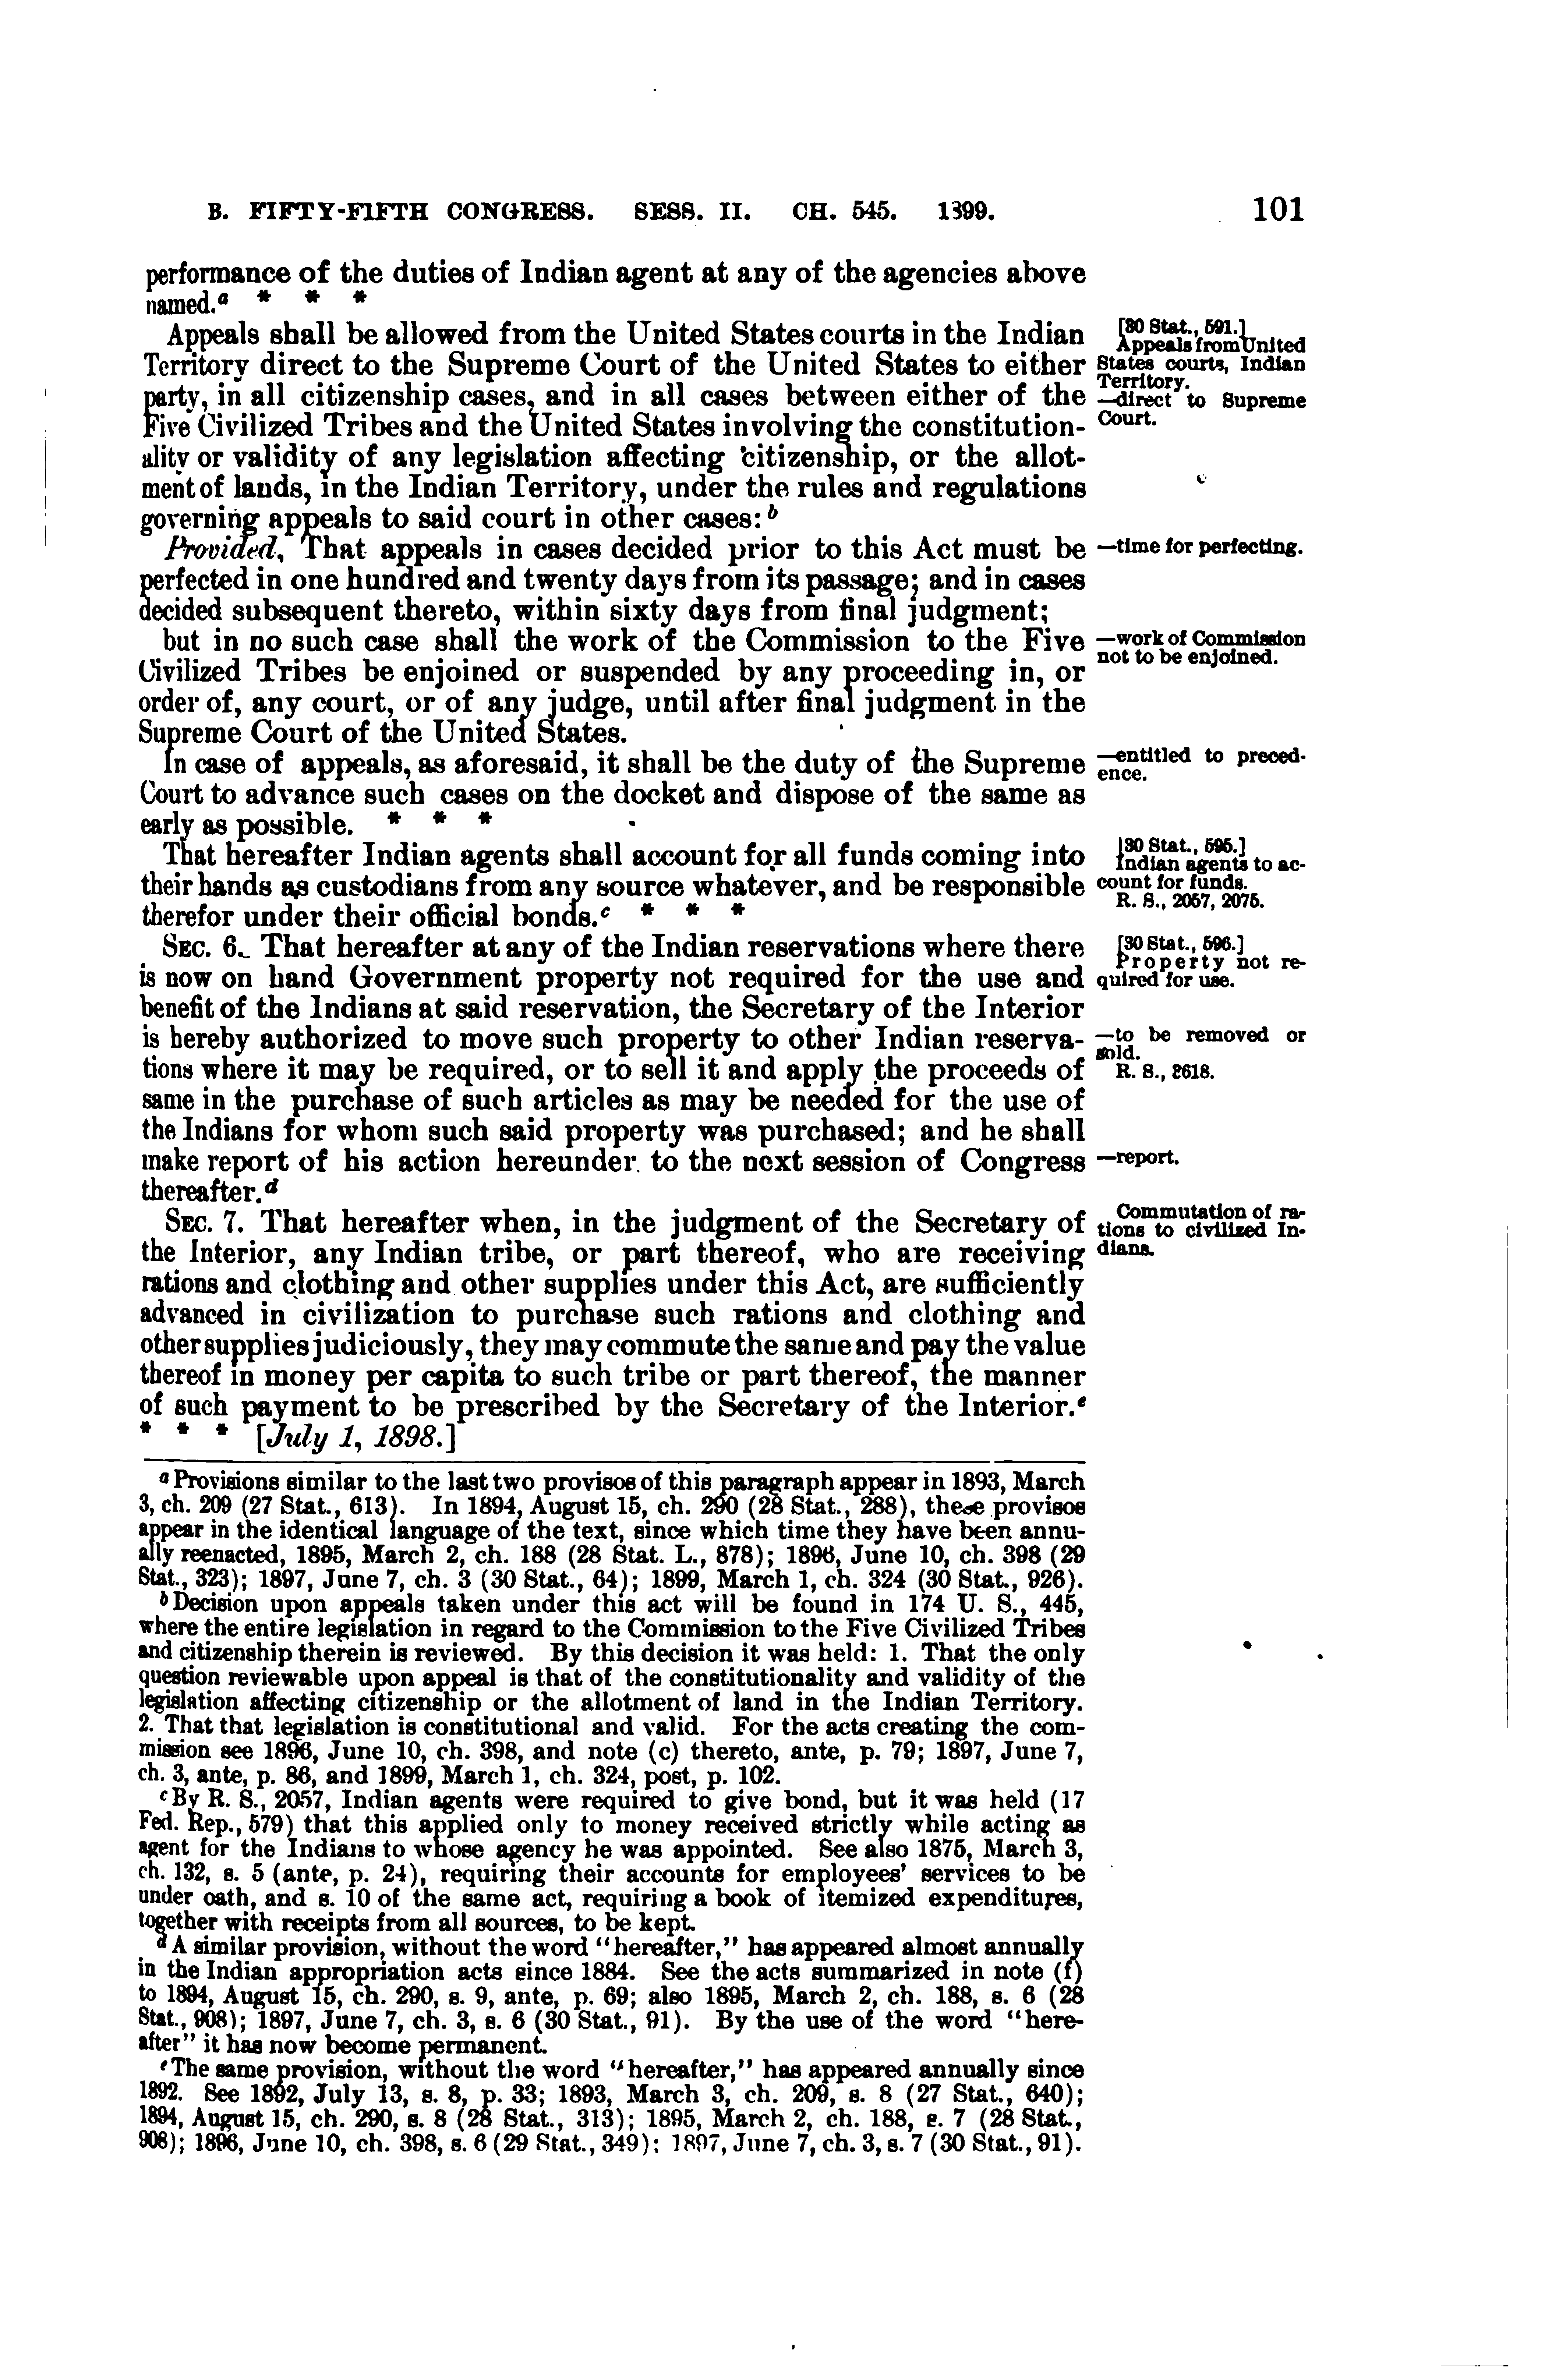 B. FIFTY-FIFTH CONGRESS. SESS. II. CH. 545. 1899. 101
performance of the duties of Indian agent at any of the agencies above
named.a * * *
Appeals shall be allowed from the United States courts in the Indian
Territory direct to the Supreme Court of the United States to either
party, in all citizenship cases, and in all cases between either of the
Five Civilized Tribes and the United States involving the constitution-
ality or validity of any legislation affecting citizenship, or the allot-
ment of lands, in the Indian Territory, under the rules and regulations
governing appeals to said court in other cases: b
Provided, That appeals in cases decided prior to this Act must be
perfected in one hundred and twenty days from its passage; and in cases
decided subsequent thereto, within sixty days from final judgment;
but in no such case shall the work of the Commission to the Five
Civilized Tribes be enjoined or suspended by any proceeding in, or
order of, any court, or of any judge, until after final judgment in the
Supreme Court of the United States.
In case of appeals, as aforesaid, it shall be the duty of the Supreme
Court to advance such cases on the docket and dispose of the same as
early as possible. * * *
That hereafter Indian agents shall account for all funds coming into
their hands as custodians from any source whatever, and be responsible
therefor under their official bonds.c * * *
SEC. 6. That hereafter at any of the Indian reservations where there
is now on hand Government property not required for the use and
benefit of the Indians at said reservation, the Secretary of the Interior
is hereby authorized to move such property to other Indian reserva-
tions where it may be required, or to sell it and apply the proceeds of
same in the purchase of such articles as may be needed for the use of
the Indians for whom such said property was purchased; and he shall
make report of his action hereunder to the next session of Congress
thereafter.d
SEC. 7. That hereafter when, in the judgment of the Secretary of
the Interior, any Indian tribe, or part thereof, who are receiving
rations and clothing and other supplies under this Act, are sufficiently
advanced in civilization to purchase such rations and clothing and
other supplies judiciously, they may commute the same and pay the value
thereof in money per capita to such tribe or part thereof, the manner
of such payment to be prescribed by the Secretary of the Interior.e
* * * [July 1, 1898.]
[30 Stat., 591.]
Appeals from United
States courts, Indian
Territory.
—direct to Supreme
Court.
—time for perfecting.
—work of Commission
not to be enjoined.
—entitled to preced-
ence.
[30 Stat., 595.]
Indian agents to ac-
count for funds.
R. S., 2057, 2075.
[30 Stat., 596.]
Property not re-
quired for use.
—to be removed or
sold.
R. S., 3618.
—report.
Commutation of ra-
tions to civilized In-
dians.
a Provisions similar to the last two provisos of this paragraph appear in 1893, March
3, ch. 209 (27 Stat., 613). In 1894, August 15, ch. 290 (28 Stat., 288), these provisos
appear in the identical language of the text, since which time they have been annu-
ally reenacted, 1895, March 2, ch. 188 (28 Stat. L., 878); 1896, June 10, ch. 398 (29
Stat., 323); 1897, June 7, ch. 3 (30 Stat., 64); 1899, March 1, ch. 324 (30 Stat., 926).
b Decision upon appeals taken under this act will be found in 174 U. S., 445,
where the entire legislation in regard to the Commission to the Five Civilized Tribes
and citizenship therein is reviewed. By this decision it was held: 1. That the only
question reviewable upon appeal is that of the constitutionality and validity of the
legislation affecting citizenship or the allotment of land in the Indian Territory.
2. That that legislation is constitutional and valid. For the acts creating the com-
mission see 1896, June 10, ch. 398, and note (c) thereto, ante, p. 79; 1897, June 7,
ch. 3, ante, p. 86, and 1899, March 1, ch. 324, post, p. 102.
c By R. S., 2057, Indian agents were required to give bond, but it was held (17
Fed. Rep., 579) that this applied only to money received strictly while acting as
agent for the Indians to whose agency he was appointed. See also 1875, March 3,
ch. 132, s. 5 (ante, p. 24), requiring their accounts for employees' services to be
under oath, and s. 10 of the same act, requiring a book of itemized expenditures,
together with receipts from all sources, to be kept.
d A similar provision, without the word "hereafter," has appeared almost annually
in the Indian appropriation acts since 1884. See the acts summarized in note (f)
to 1894, August 15, ch. 290, s. 9, ante, p. 69; also 1895, March 2, ch. 188, s. 6 (28
Stat., 908); 1897, June 7, ch. 3, s. 6 (30 Stat., 91). By the use of the word "here-
after" it has now become permanent.
e The same provision, without the word "hereafter," has appeared annually since
1892. See 1892, July 13, s. 8, p. 33; 1893, March 3, ch. 209, s. 8 (27 Stat., 640);
1894, August 15, ch. 290, s. 8 (28 Stat., 313); 1895, March 2, ch. 188, s. 7 (28 Stat.,
908); 1896, June 10, ch. 398, s. 6 (29 Stat., 349); 1897, June 7, ch. 3, s. 7 (30 Stat., 91).